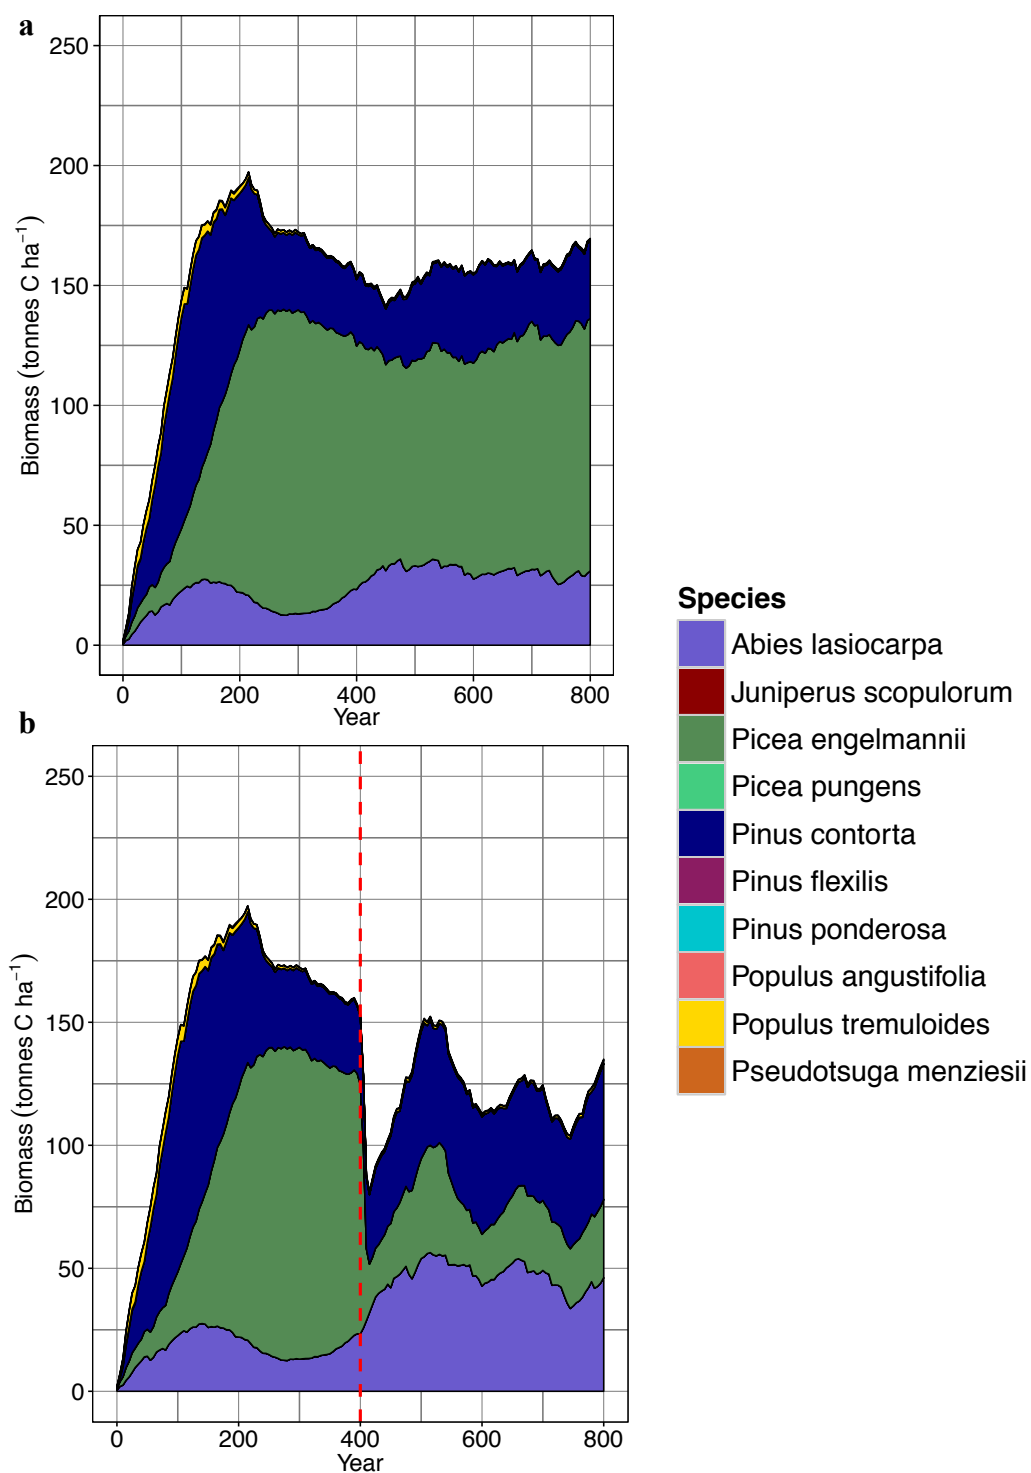 a
250
200
150
100
50
0
Biomass (tonnes C ha⁻¹)
0 200 400 600 800
Year
b
250
200
150
100
50
0
Biomass (tonnes C ha⁻¹)
0 200 400 600 800
Year
Species
Abies lasiocarpa
Juniperus scopulorum
Picea engelmannii
Picea pungens
Pinus contorta
Pinus flexilis
Pinus ponderosa
Populus angustifolia
Populus tremuloides
Pseudotsuga menziesii